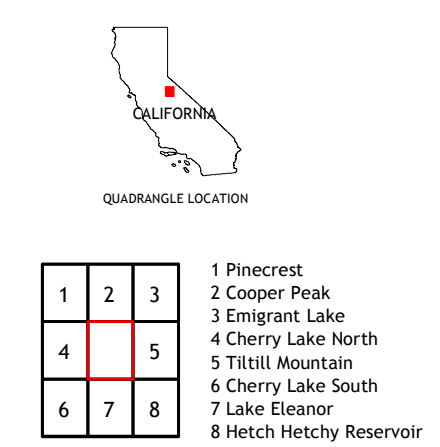 CALIFORNIA
QUADRANGLE LOCATION
1 2 3
4 5
6 7 8
1 Pinecrest
2 Cooper Peak
3 Emigrant Lake
4 Cherry Lake North
5 Tiltill Mountain
6 Cherry Lake South
7 Lake Eleanor
8 Hetch Hetchy Reservoir